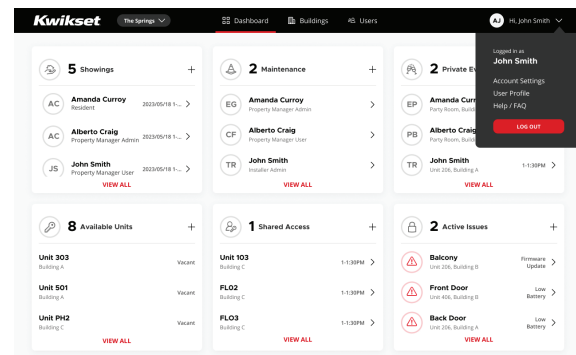 Kwikset
The Springs
Dashboard
Buildings
Users
AJ
Hi, John Smith
Logged in as
John Smith
Account Settings
User Profile
Help / FAQ
LOG OUT
5 Showings
AC
Amanda Curroy
Resident
2023/05/18 1-...
AC
Alberto Craig
Property Manager Admin
2023/05/18 1-...
JS
John Smith
Property Manager User
2023/05/18 1-...
VIEW ALL
2 Maintenance
EG
Amanda Curroy
Property Manager Admin
CF
Alberto Craig
Property Manager User
TR
John Smith
Installer Admin
VIEW ALL
2 Private Ev
EP
Amanda Curr
Party Room, Build
PB
Alberto Craig
Party Room, Build
TR
John Smith
Unit 206, Building A
1-1:30PM
VIEW ALL
8 Available Units
Unit 303
Building A
Vacant
Unit 501
Building A
Vacant
Unit PH2
Building C
Vacant
VIEW ALL
1 Shared Access
Unit 103
Building C
1-1:30PM
FLO2
Building C
1-1:30PM
FLO3
Building C
1-1:30PM
VIEW ALL
2 Active Issues
Balcony
Unit 206, Building B
Firmware
Update
Front Door
Unit 406, Building B
Low
Battery
Back Door
Unit 206, Building A
Low
Battery
VIEW ALL